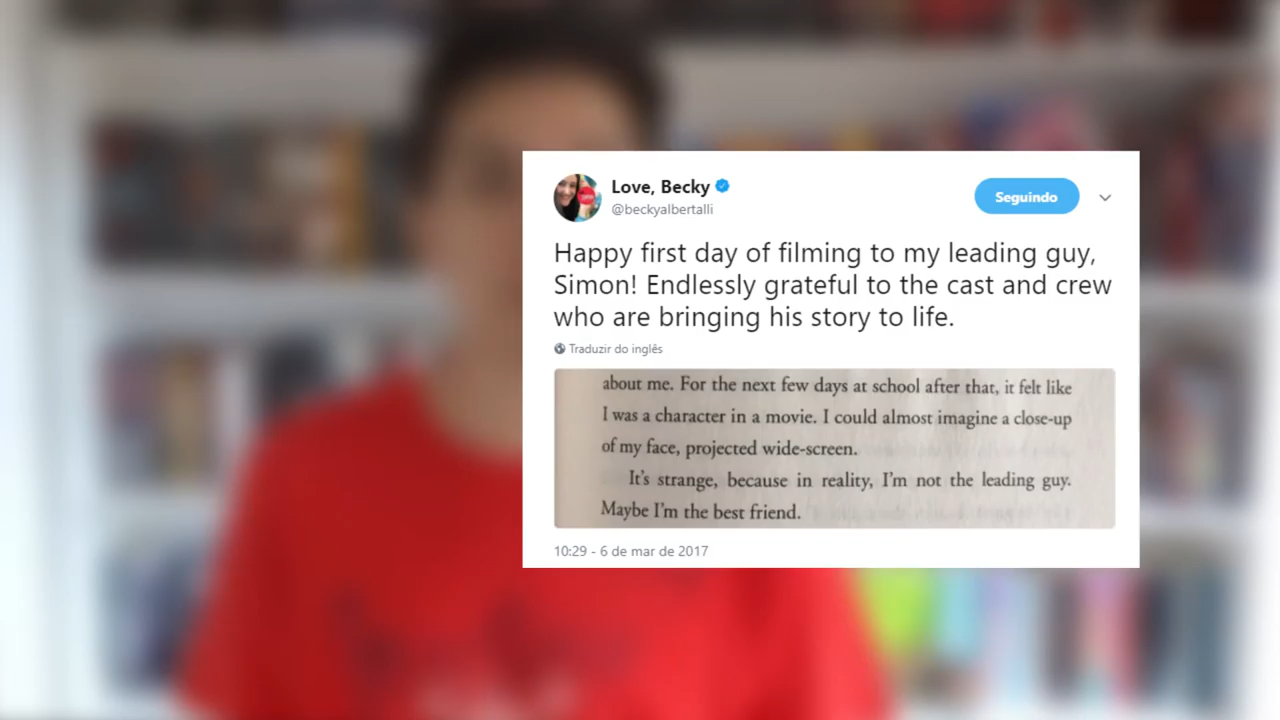 Love, Becky
@beckyalbertalli
Seguindo
Happy first day of filming to my leading guy,
Simon! Endlessly grateful to the cast and crew
who are bringing his story to life.
Traduzir do inglês
about me. For the next few days at school after that, it felt like
I was a character in a movie. I could almost imagine a close-up
of my face, projected wide-screen.
It's strange, because in reality, I'm not the leading guy.
Maybe I'm the best friend.
10:29 - 6 de mar de 2017